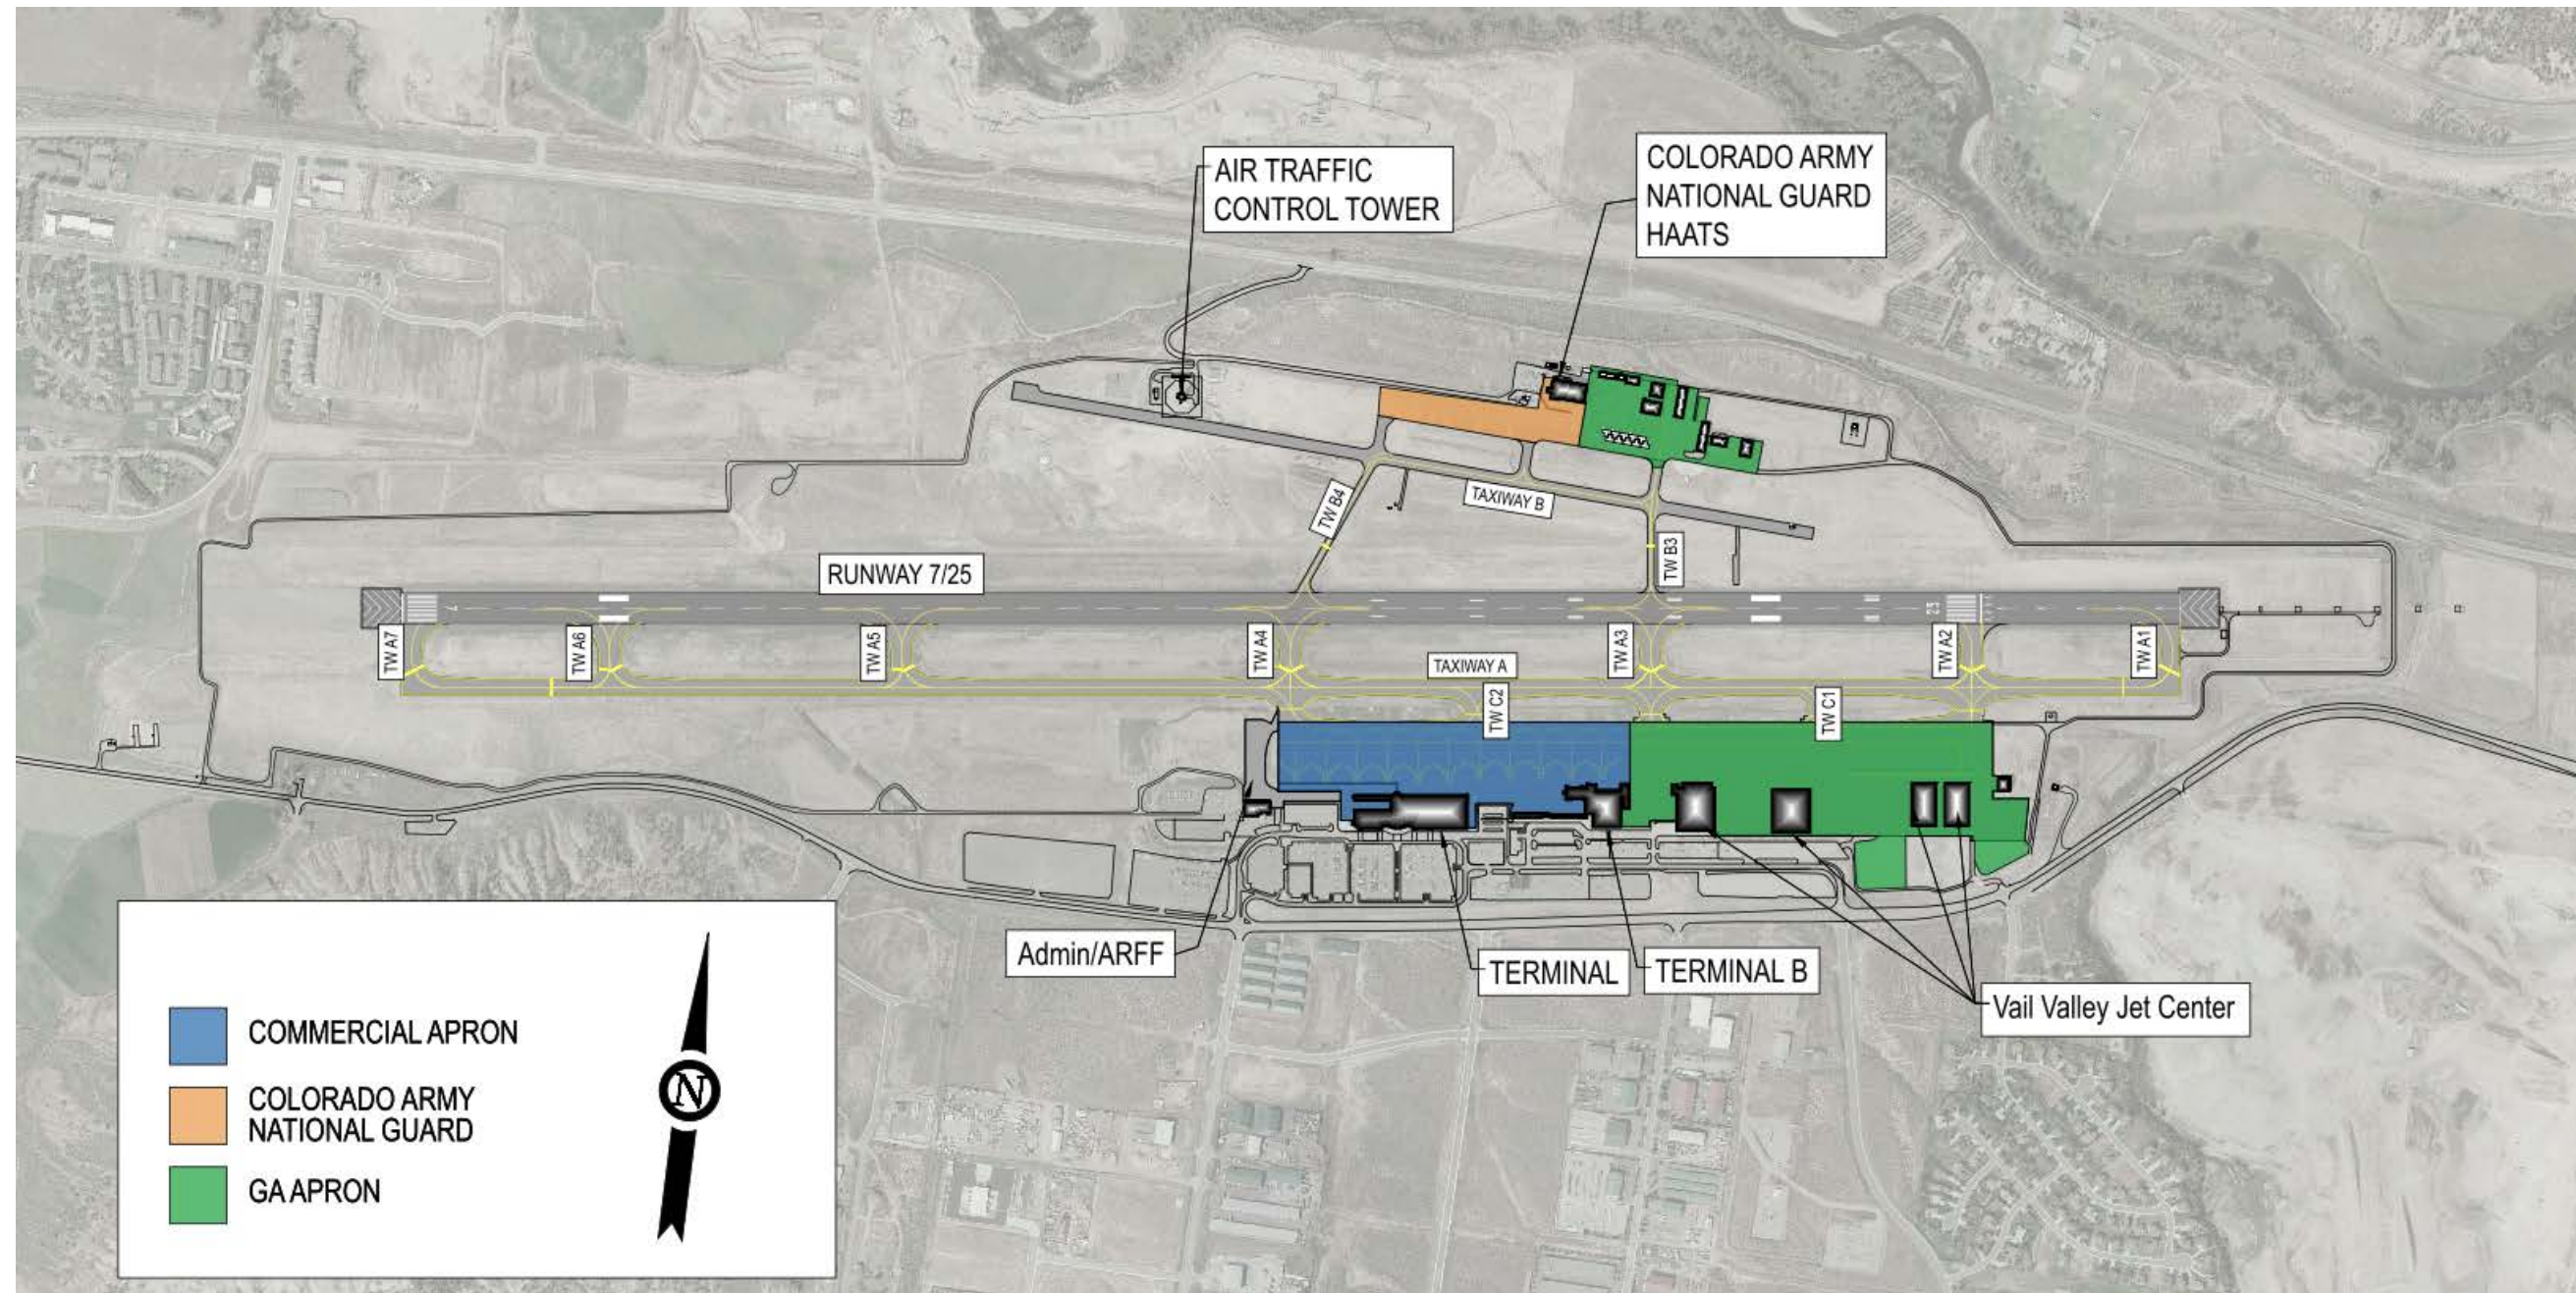 AIR TRAFFIC
CONTROL TOWER
COLORADO ARMY
NATIONAL GUARD
HAATS
TW B4
TAXIWAY B
TW B3
RUNWAY 7/25
7
25
TW A7
TW A6
TW A5
TW A4
TAXIWAY A
TW A3
TW A2
TW A1
TW C2
TW C1
Admin/ARFF
TERMINAL
TERMINAL B
Vail Valley Jet Center
COMMERCIAL APRON
COLORADO ARMY
NATIONAL GUARD
GA APRON
N